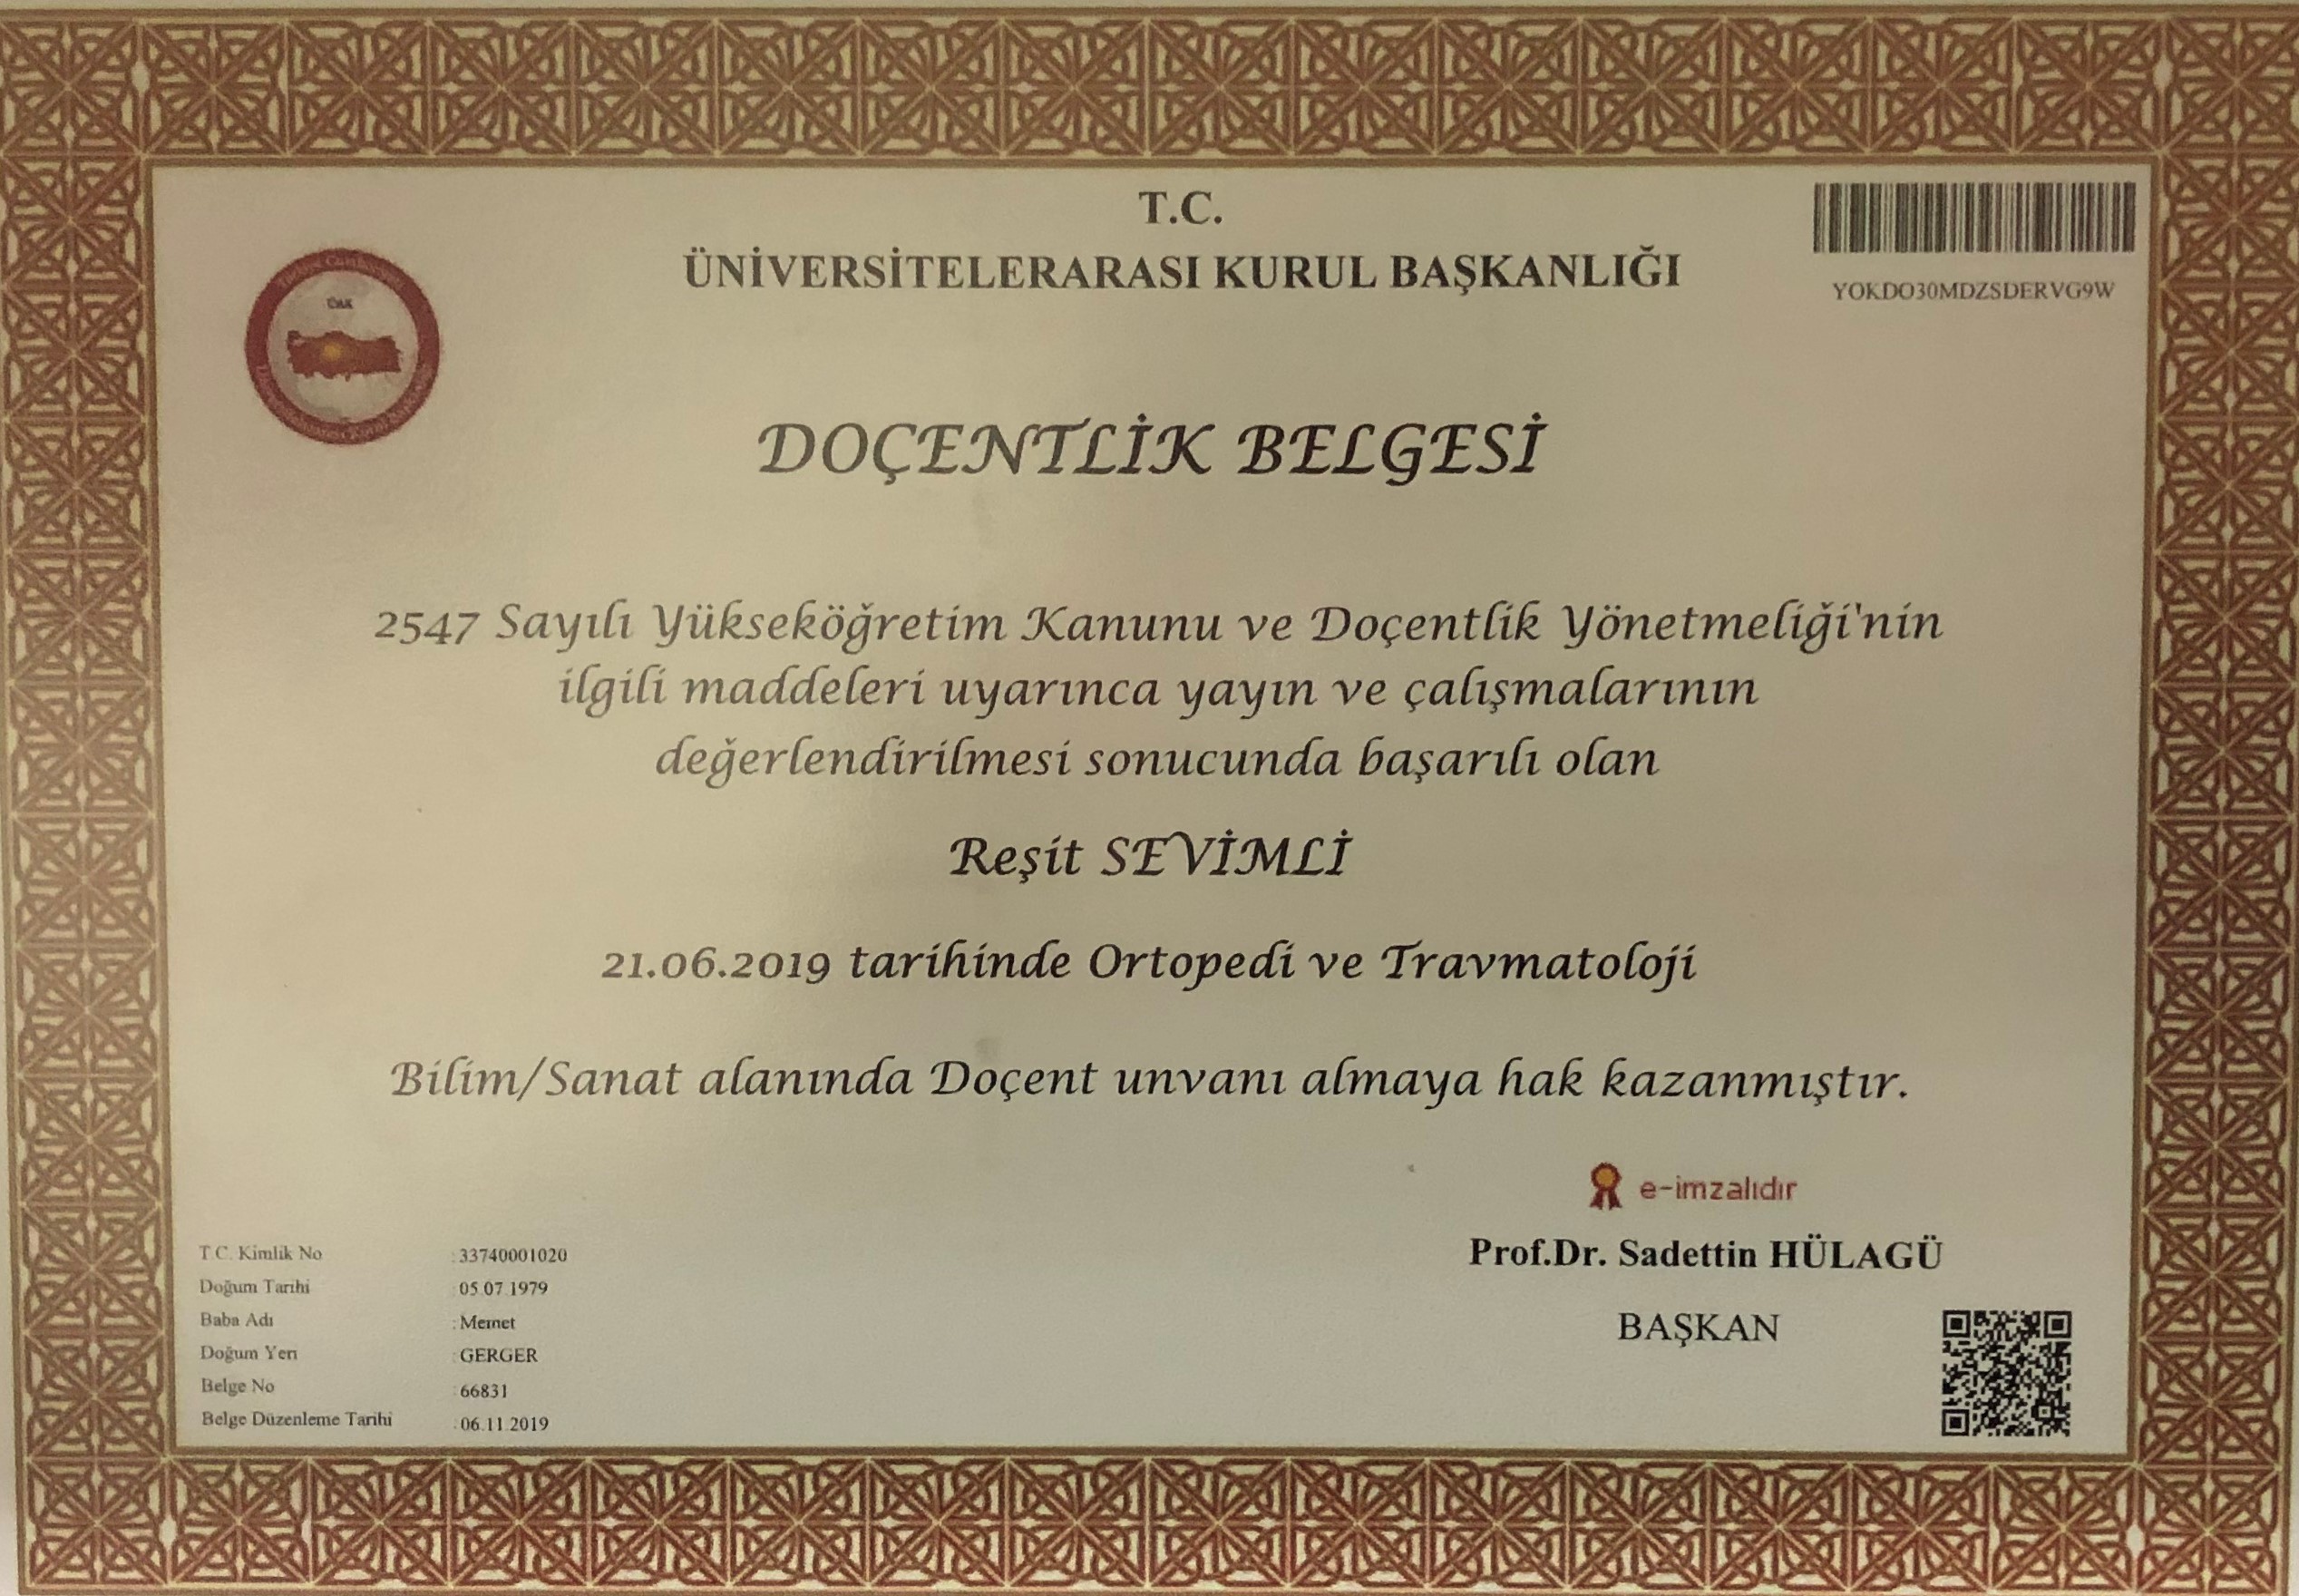 T.C.
ÜNİVERSİTELERARASI KURUL BAŞKANLIĞI
YOKDO30MDZSDERVG9W
ÜAK
DOÇENTLİK BELGESİ
2547 Sayılı Yükseköğretim Kanunu ve Doçentlik Yönetmeliği'nin
ilgili maddeleri uyarınca yayın ve çalışmalarının
değerlendirilmesi sonucunda başarılı olan
Reşit SEVİMLİ
21.06.2019 tarihinde Ortopedi ve Travmatoloji
Bilim/Sanat alanında Doçent unvanı almaya hak kazanmıştır.
e-imzalıdır
Prof.Dr. Sadettin HÜLAGÜ
BAŞKAN
T.C. Kimlik No : 33740001020
Doğum Tarihi : 05.07.1979
Baba Adı : Memet
Doğum Yeri : GERGER
Belge No : 66831
Belge Düzenleme Tarihi : 06.11.2019